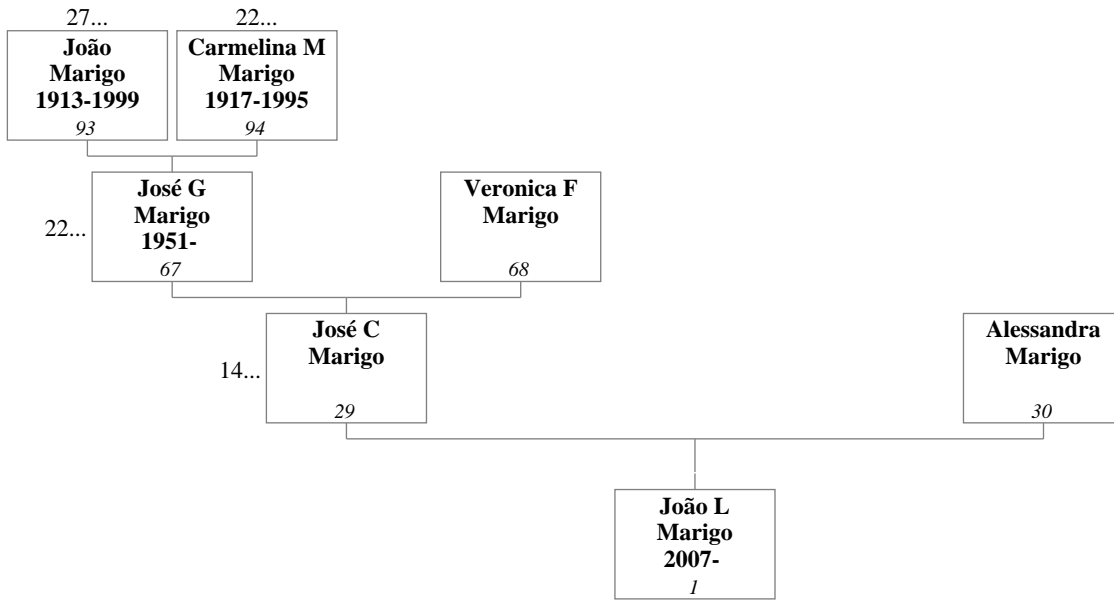 27...
22...
João
Marigo
1913-1999
93
Carmelina M
Marigo
1917-1995
94
22...
José G
Marigo
1951-
67
Veronica F
Marigo
68
14...
José C
Marigo
29
Alessandra
Marigo
30
João L
Marigo
2007-
1